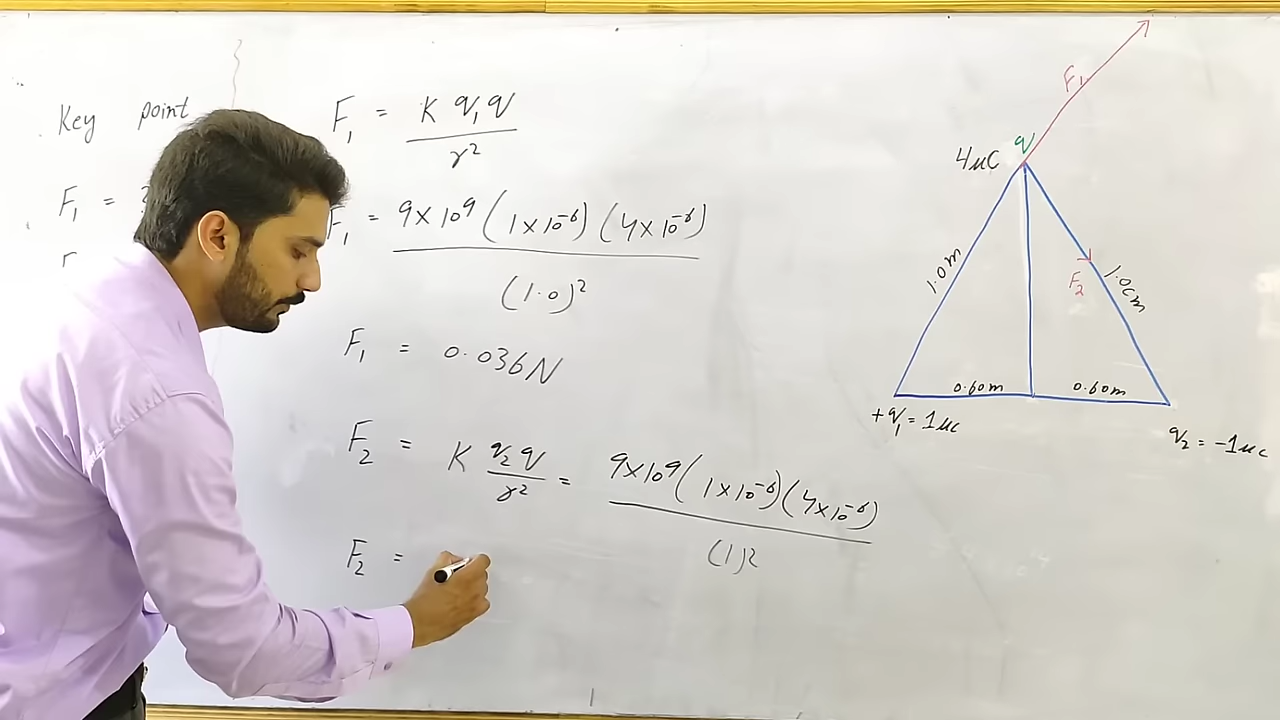 Key point
F₁ =
r
F₁ = K q₁q / r²
F₁ = 9×10⁹ (1×10⁻⁶) (4×10⁻⁶) / (1.0)²
F₁ = 0.036N
F₂ = K q₂q / r² = 9×10⁹ (1×10⁻⁶)(4×10⁻⁶) / (1)²
F₂ =
F₁
q
4μC
1.0m
F₂
1.0cm
0.60m 0.60m
+q₁ = 1μc
q₂ = -1μc